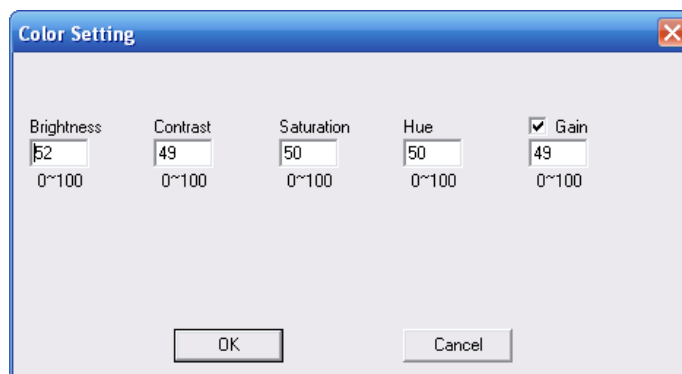 Color Setting
Brightness Contrast Saturation Hue Gain
52 49 50 50 49
0~100 0~100 0~100 0~100 0~100
OK Cancel